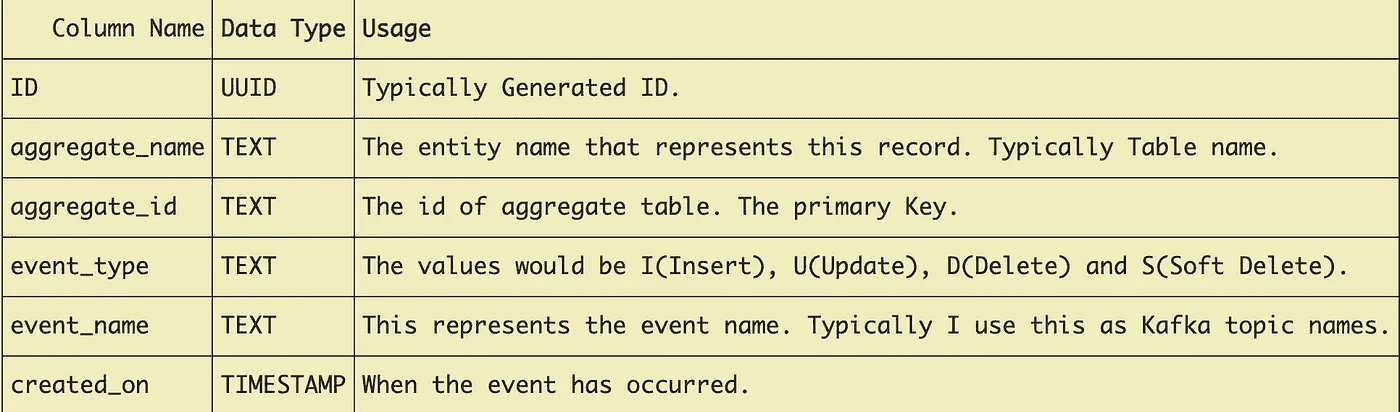 Column Name Data Type Usage
ID UUID Typically Generated ID.
aggregate_name TEXT The entity name that represents this record. Typically Table name.
aggregate_id TEXT The id of aggregate table. The primary Key.
event_type TEXT The values would be I(Insert), U(Update), D(Delete) and S(Soft Delete).
event_name TEXT This represents the event name. Typically I use this as Kafka topic names.
created_on TIMESTAMP When the event has occurred.